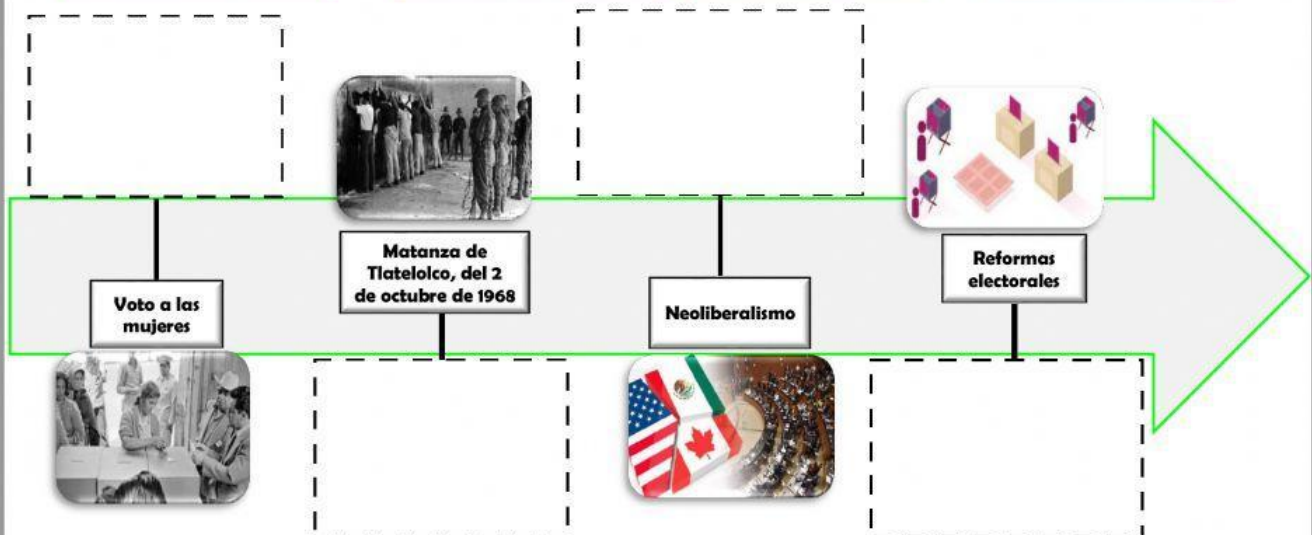 Voto a las
mujeres
Matanza de
Tlatelolco, del 2
de octubre de 1968
Neoliberalismo
Reformas
electorales